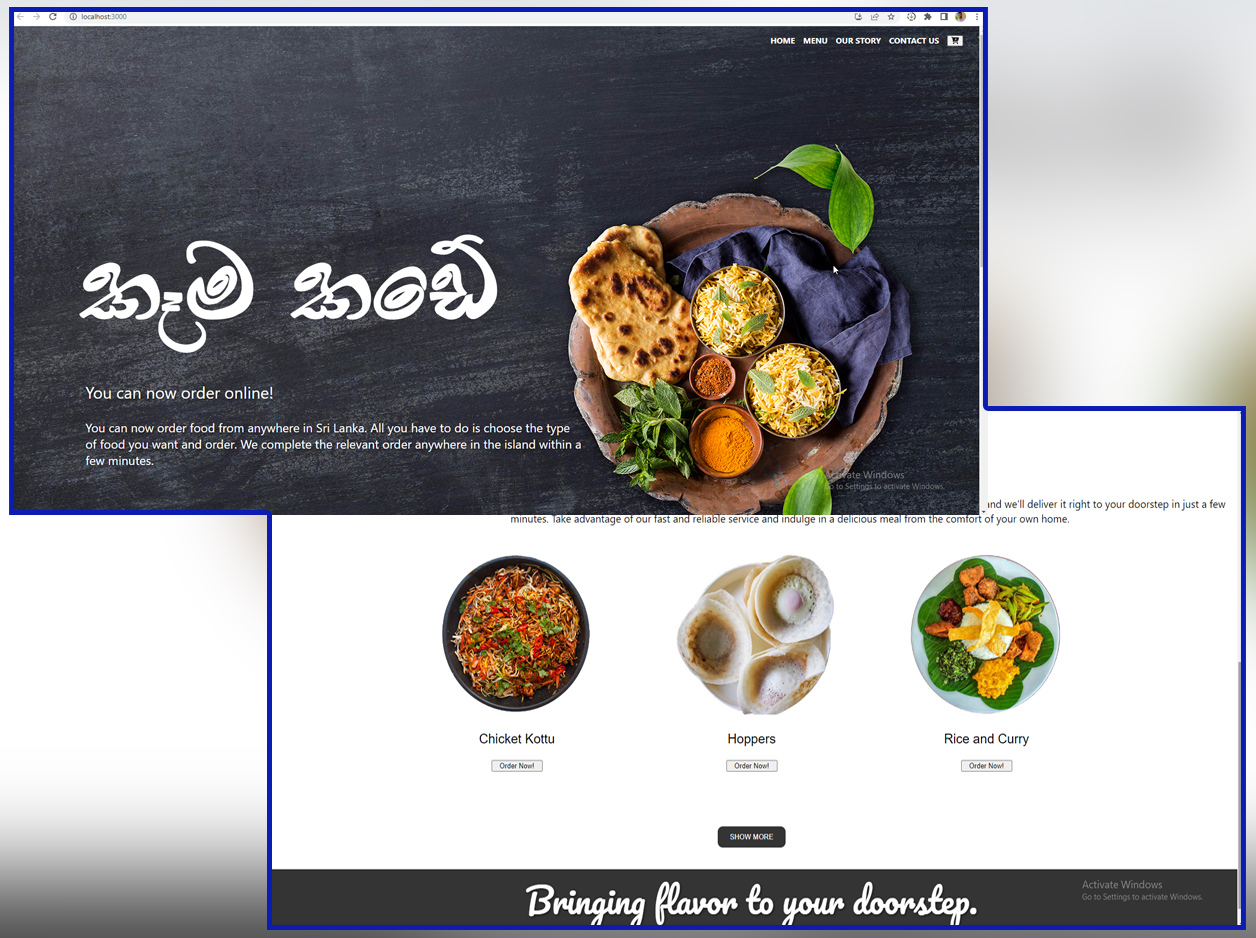 localhost:3000
HOME MENU OUR STORY CONTACT US
කෑම කඩේ
You can now order online!
You can now order food from anywhere in Sri Lanka. All you have to do is choose the type
of food you want and order. We complete the relevant order anywhere in the island within a
few minutes.
Activate Windows
Go to Settings to activate Windows.
and we'll deliver it right to your doorstep in just a few
minutes. Take advantage of our fast and reliable service and indulge in a delicious meal from the comfort of your own home.
Chicket Kottu
Hoppers
Rice and Curry
Order Now!
Order Now!
Order Now!
SHOW MORE
Bringing flavor to your doorstep.
Activate Windows
Go to Settings to activate Windows.